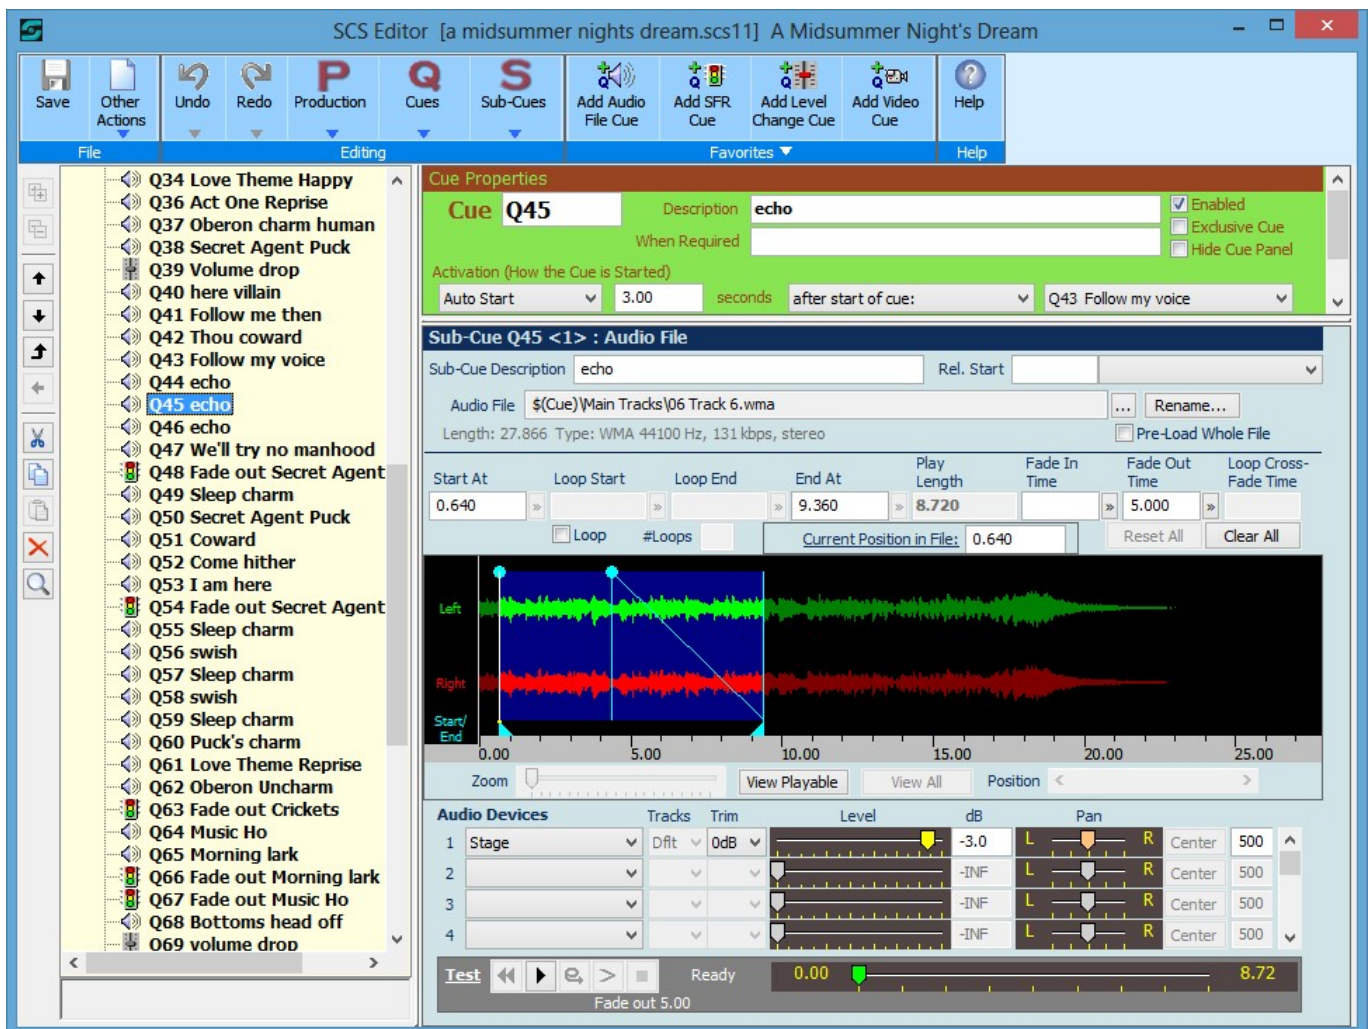 SCS Editor [a midsummer nights dream.scs11] A Midsummer Night's Dream
Save
Other Actions
Undo
Redo
P
Production
Q
Cues
S
Sub-Cues
Add Audio File Cue
Add SFR Cue
Add Level Change Cue
Add Video Cue
Help
File
Editing
Favorites
Help
Q34 Love Theme Happy
Q36 Act One Reprise
Q37 Oberon charm human
Q38 Secret Agent Puck
Q39 Volume drop
Q40 here villain
Q41 Follow me then
Q42 Thou coward
Q43 Follow my voice
Q44 echo
Q45 echo
Q46 echo
Q47 We'll try no manhood
Q48 Fade out Secret Agent
Q49 Sleep charm
Q50 Secret Agent Puck
Q51 Coward
Q52 Come hither
Q53 I am here
Q54 Fade out Secret Agent
Q55 Sleep charm
Q56 swish
Q57 Sleep charm
Q58 swish
Q59 Sleep charm
Q60 Puck's charm
Q61 Love Theme Reprise
Q62 Oberon Uncharm
Q63 Fade out Crickets
Q64 Music Ho
Q65 Morning lark
Q66 Fade out Morning lark
Q67 Fade out Music Ho
Q68 Bottoms head off
Q69 volume drop
Cue Properties
Cue Q45 Description echo Enabled
Exclusive Cue
When Required Hide Cue Panel
Activation (How the Cue is Started)
Auto Start 3.00 seconds after start of cue: Q43 Follow my voice
Sub-Cue Q45 <1> : Audio File
Sub-Cue Description echo Rel. Start
Audio File $(Cue)\Main Tracks\06 Track 6.wma ... Rename...
Length: 27.866 Type: WMA 44100 Hz, 131 kbps, stereo Pre-Load Whole File
Start At Loop Start Loop End End At Play Length Fade In Time Fade Out Time Loop Cross-Fade Time
0.640 » » » 9.360 » 8.720 » 5.000 »
Loop #Loops Current Position in File: 0.640 Reset All Clear All
Left
Right
Start/
End
0.00 5.00 10.00 15.00 20.00 25.00
Zoom View Playable View All Position
Audio Devices Tracks Trim Level dB Pan
1 Stage Dflt 0dB -3.0 L R Center 500
2 -INF L R Center 500
3 -INF L R Center 500
4 -INF L R Center 500
Test Ready 0.00 8.72
Fade out 5.00